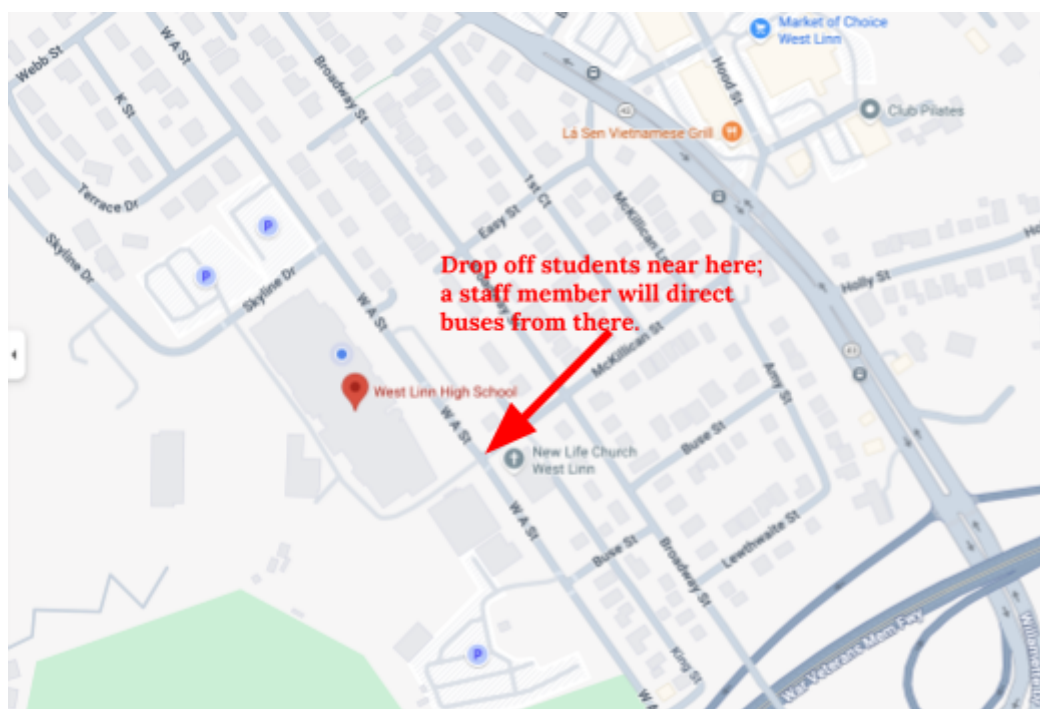 Market of Choice
West Linn
Webb St
W A St
Broadway St
Hood St
K St
Club Pilates
Lá Sen Vietnamese Grill
43
Terrace Dr
1st Ct
McKillican Ln
P
Easy St
Skyline Dr
P
Skyline Dr
Holly St
Drop off students near here;
a staff member will direct
buses from there.
W A St
McKillican St
43
Amy St
West Linn High School
W A St
Buse St
New Life Church
West Linn
W A St
Lewthwaite St
Buse St
Broadway St
P
King St
War Veterans Mem Fwy